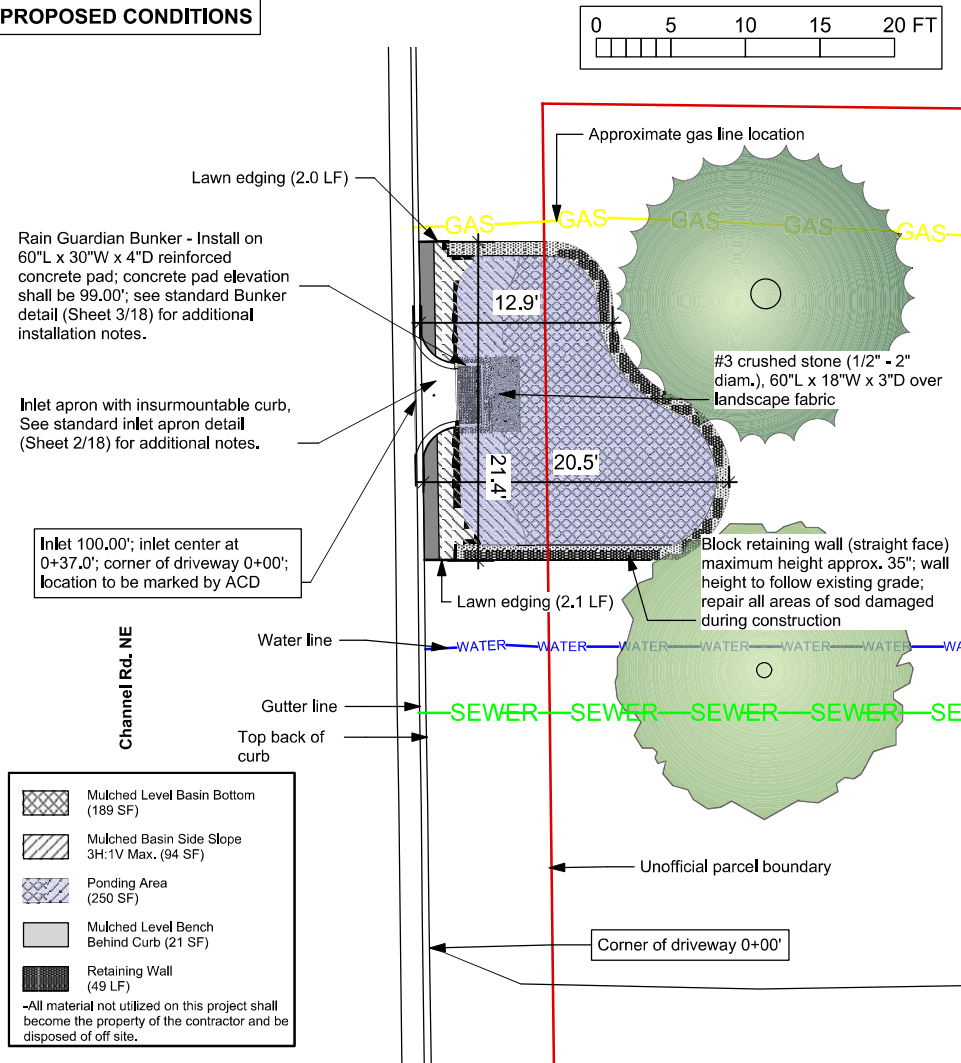 PROPOSED CONDITIONS
0 5 10 15 20 FT
Approximate gas line location
Lawn edging (2.0 LF)
GAS GAS GAS GAS GAS
Rain Guardian Bunker - Install on
60"L x 30"W x 4"D reinforced
concrete pad; concrete pad elevation
shall be 99.00'; see standard Bunker
detail (Sheet 3/18) for additional
installation notes.
12.9'
#3 crushed stone (1/2" - 2"
diam.), 60"L x 18"W x 3"D over
landscape fabric
Inlet apron with insurmountable curb,
See standard inlet apron detail
(Sheet 2/18) for additional notes.
20.5'
21.4'
Inlet 100.00'; inlet center at
0+37.0'; corner of driveway 0+00';
location to be marked by ACD
Block retaining wall (straight face)
maximum height approx. 35"; wall
height to follow existing grade;
repair all areas of sod damaged
during construction
Lawn edging (2.1 LF)
Channel Rd. NE
Water line
WATER WATER WATER WATER WATER WA
Gutter line
SEWER SEWER SEWER SEWER SE
Top back of
curb
Mulched Level Basin Bottom
(189 SF)
Mulched Basin Side Slope
3H:1V Max. (94 SF)
Ponding Area
(250 SF)
Mulched Level Bench
Behind Curb (21 SF)
Retaining Wall
(49 LF)
-All material not utilized on this project shall
become the property of the contractor and be
disposed of off site.
Unofficial parcel boundary
Corner of driveway 0+00'